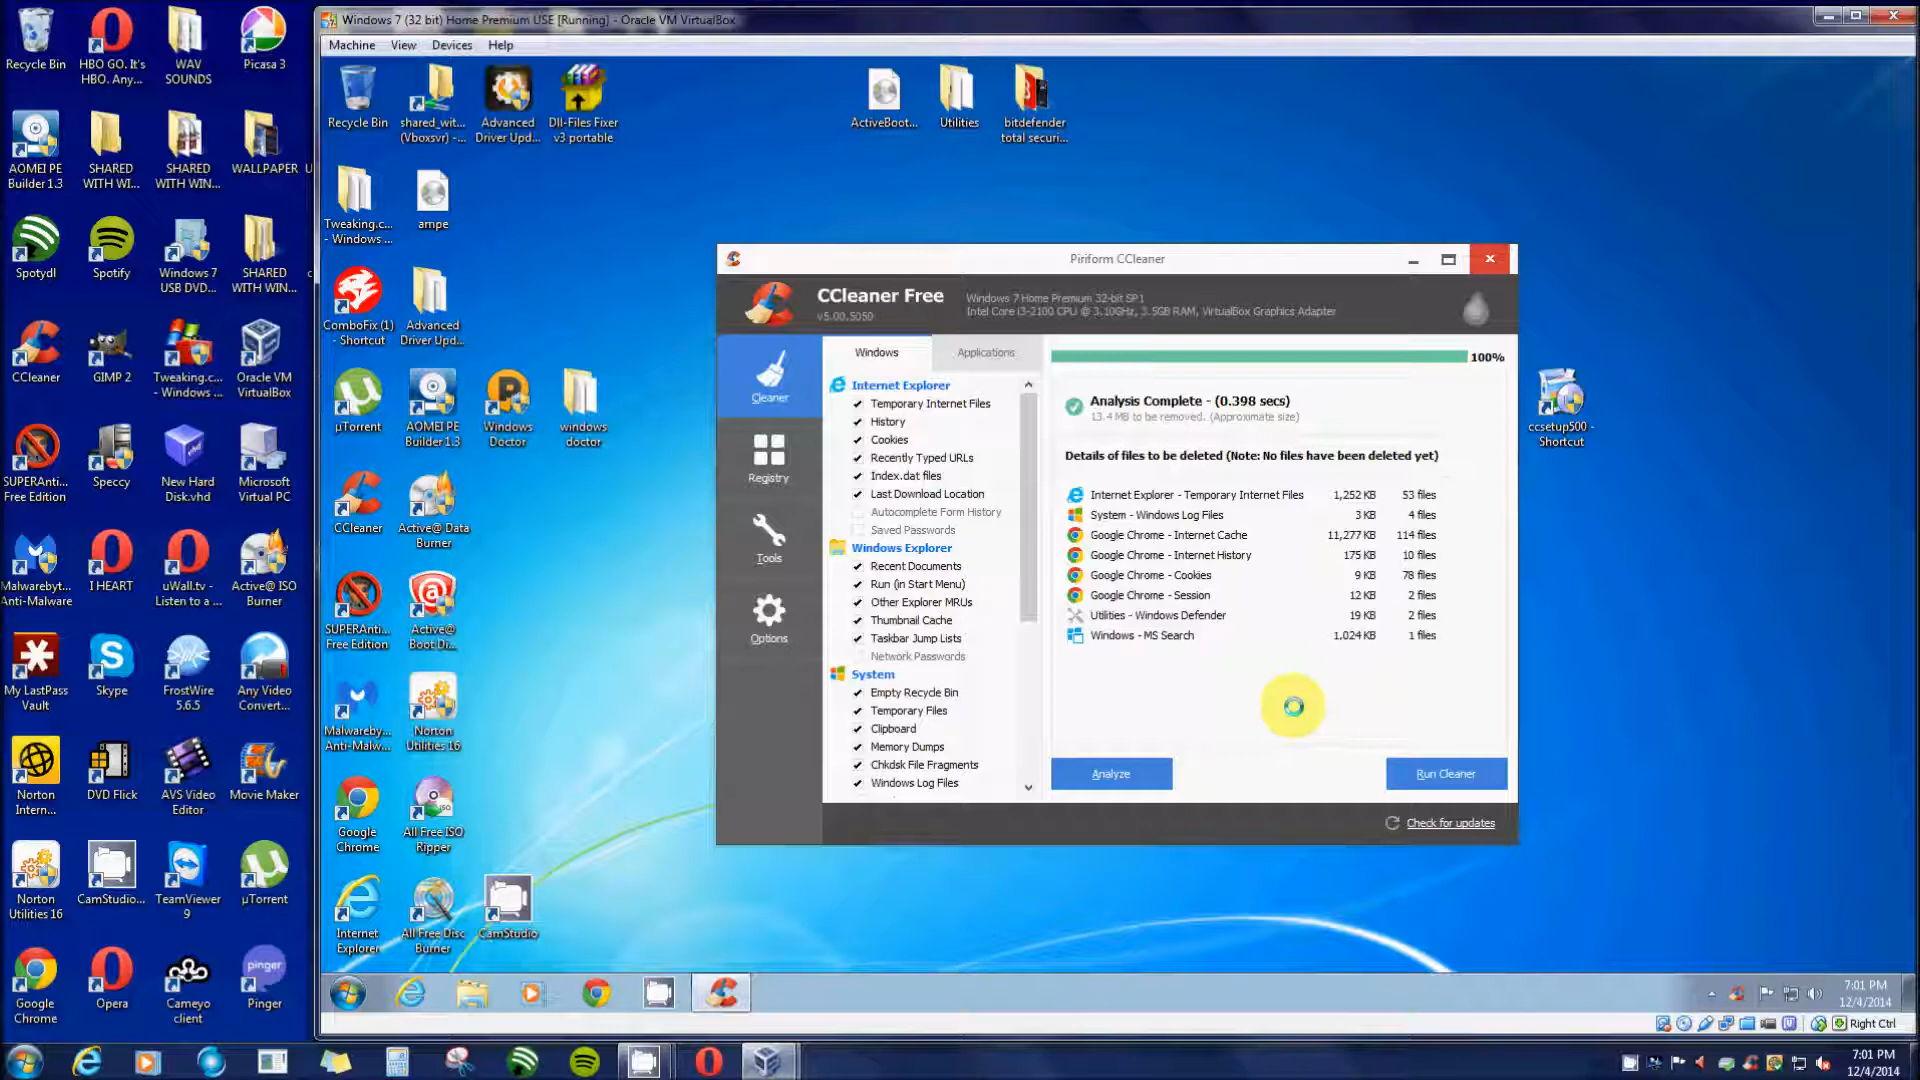 Windows 7 (32 bit) Home Premium USE [Running] - Oracle VM VirtualBox
Machine View Devices Help
Recycle Bin
HBO GO. It's
HBO. Any...
WAV
SOUNDS
Picasa 3
AOMEI PE
Builder 1.3
SHARED
WITH WI...
SHARED
WITH WIN...
WALLPAPER
Spotydl
Spotify
Windows 7
USB DVD...
SHARED
WITH WIN...
CCleaner
GIMP 2
Tweaking.c...
- Windows ...
Oracle VM
VirtualBox
SUPERAnti...
Free Edition
Speccy
New Hard
Disk.vhd
Microsoft
Virtual PC
Malwarebyt...
Anti-Malware
I HEART
uWall.tv -
Listen to a ...
Active@ ISO
Burner
My LastPass
Vault
Skype
FrostWire
5.6.5
Any Video
Convert...
Norton
Intern...
DVD Flick
AVS Video
Editor
Movie Maker
Norton
Utilities 16
CamStudio...
TeamViewer
9
µTorrent
Google
Chrome
Opera
Cameyo
client
pinger
Pinger
Recycle Bin
shared_wit...
(Vboxsvr) -...
Advanced
Driver Upd...
Dll-Files Fixer
v3 portable
ActiveBoot...
Utilities
bitdefender
total securi...
Tweaking.c...
- Windows ...
ampe
ComboFix (1)
- Shortcut
Advanced
Driver Upd...
µTorrent
AOMEI PE
Builder 1.3
Windows
Doctor
windows
doctor
CCleaner
Active@ Data
Burner
SUPERAnti...
Free Edition
Active@
Boot Di...
Malwareby...
Anti-Malw...
Norton
Utilities 16
Google
Chrome
ISO
All Free ISO
Ripper
Internet
Explorer
All Free Disc
Burner
CamStudio
ccsetup500 -
Shortcut
Piriform CCleaner
CCleaner Free
v5.00.5050
Windows 7 Home Premium 32-bit SP1
Intel Core i3-2100 CPU @ 3.10GHz, 3.5GB RAM, VirtualBox Graphics Adapter
Cleaner
Registry
Tools
Options
Windows Applications
Internet Explorer
Temporary Internet Files
History
Cookies
Recently Typed URLs
Index.dat files
Last Download Location
Autocomplete Form History
Saved Passwords
Windows Explorer
Recent Documents
Run (in Start Menu)
Other Explorer MRUs
Thumbnail Cache
Taskbar Jump Lists
Network Passwords
System
Empty Recycle Bin
Temporary Files
Clipboard
Memory Dumps
Chkdsk File Fragments
Windows Log Files
100%
Analysis Complete - (0.398 secs)
13.4 MB to be removed. (Approximate size)
Details of files to be deleted (Note: No files have been deleted yet)
Internet Explorer - Temporary Internet Files 1,252 KB 53 files
System - Windows Log Files 3 KB 4 files
Google Chrome - Internet Cache 11,277 KB 114 files
Google Chrome - Internet History 175 KB 10 files
Google Chrome - Cookies 9 KB 78 files
Google Chrome - Session 12 KB 2 files
Utilities - Windows Defender 19 KB 2 files
Windows - MS Search 1,024 KB 1 files
Analyze
Run Cleaner
Check for updates
7:01 PM
12/4/2014
Right Ctrl
7:01 PM
12/4/2014